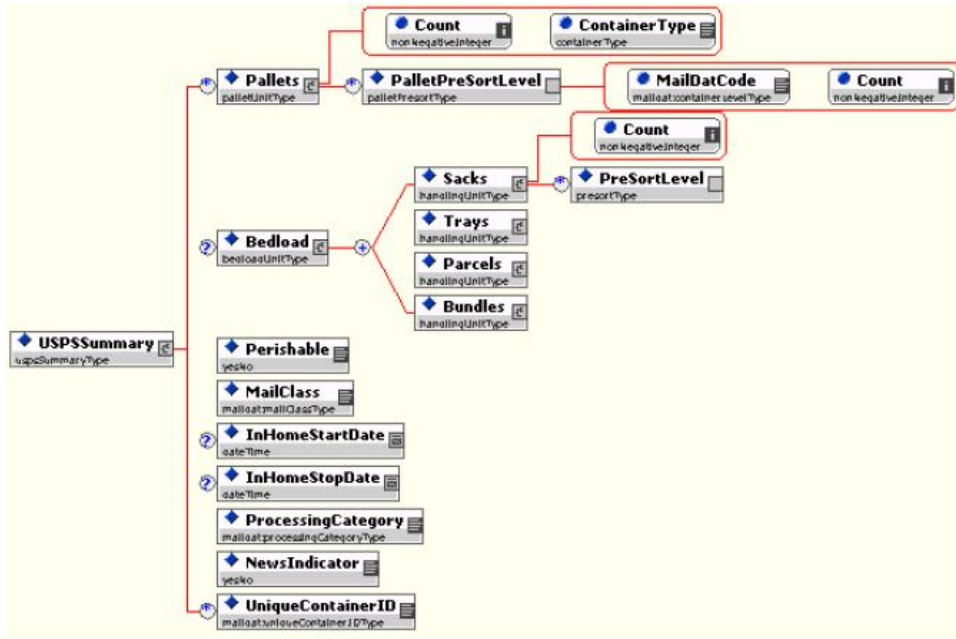 Count
nonNegativeInteger
ContainerType
containerType
Pallets
palletUnitType
PalletPreSortLevel
palletPresortType
MailDatCode
maildat:containerLevelType
Count
nonNegativeInteger
Count
nonNegativeInteger
Sacks
handlingUnitType
PreSortLevel
presortType
Trays
handlingUnitType
Bedload
bedloadUnitType
Parcels
handlingUnitType
Bundles
handlingUnitType
USPSSummary
uspsSummaryType
Perishable
yesNo
MailClass
maildat:mailClassType
InHomeStartDate
dateTime
InHomeStopDate
dateTime
ProcessingCategory
maildat:processingCategoryType
NewsIndicator
yesNo
UniqueContainerID
maildat:uniqueContainerIDType